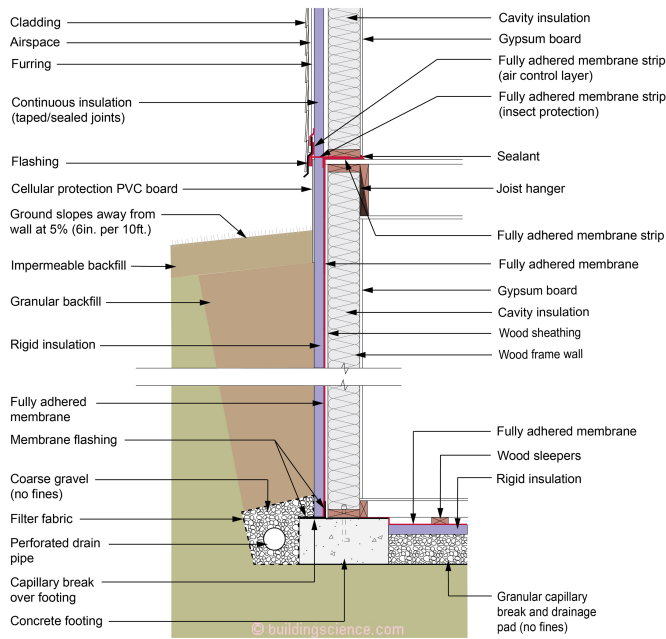 Cladding
Airspace
Furring
Continuous insulation
(taped/sealed joints)
Flashing
Cellular protection PVC board
Ground slopes away from
wall at 5% (6in. per 10ft.)
Impermeable backfill
Granular backfill
Rigid insulation
Fully adhered
membrane
Membrane flashing
Coarse gravel
(no fines)
Filter fabric
Perforated drain
pipe
Capillary break
over footing
Concrete footing
Cavity insulation
Gypsum board
Fully adhered membrane strip
(air control layer)
Fully adhered membrane strip
(insect protection)
Sealant
Joist hanger
Fully adhered membrane strip
Fully adhered membrane
Gypsum board
Cavity insulation
Wood sheathing
Wood frame wall
Fully adhered membrane
Wood sleepers
Rigid insulation
Granular capillary
break and drainage
pad (no fines)
© buildingscience.com